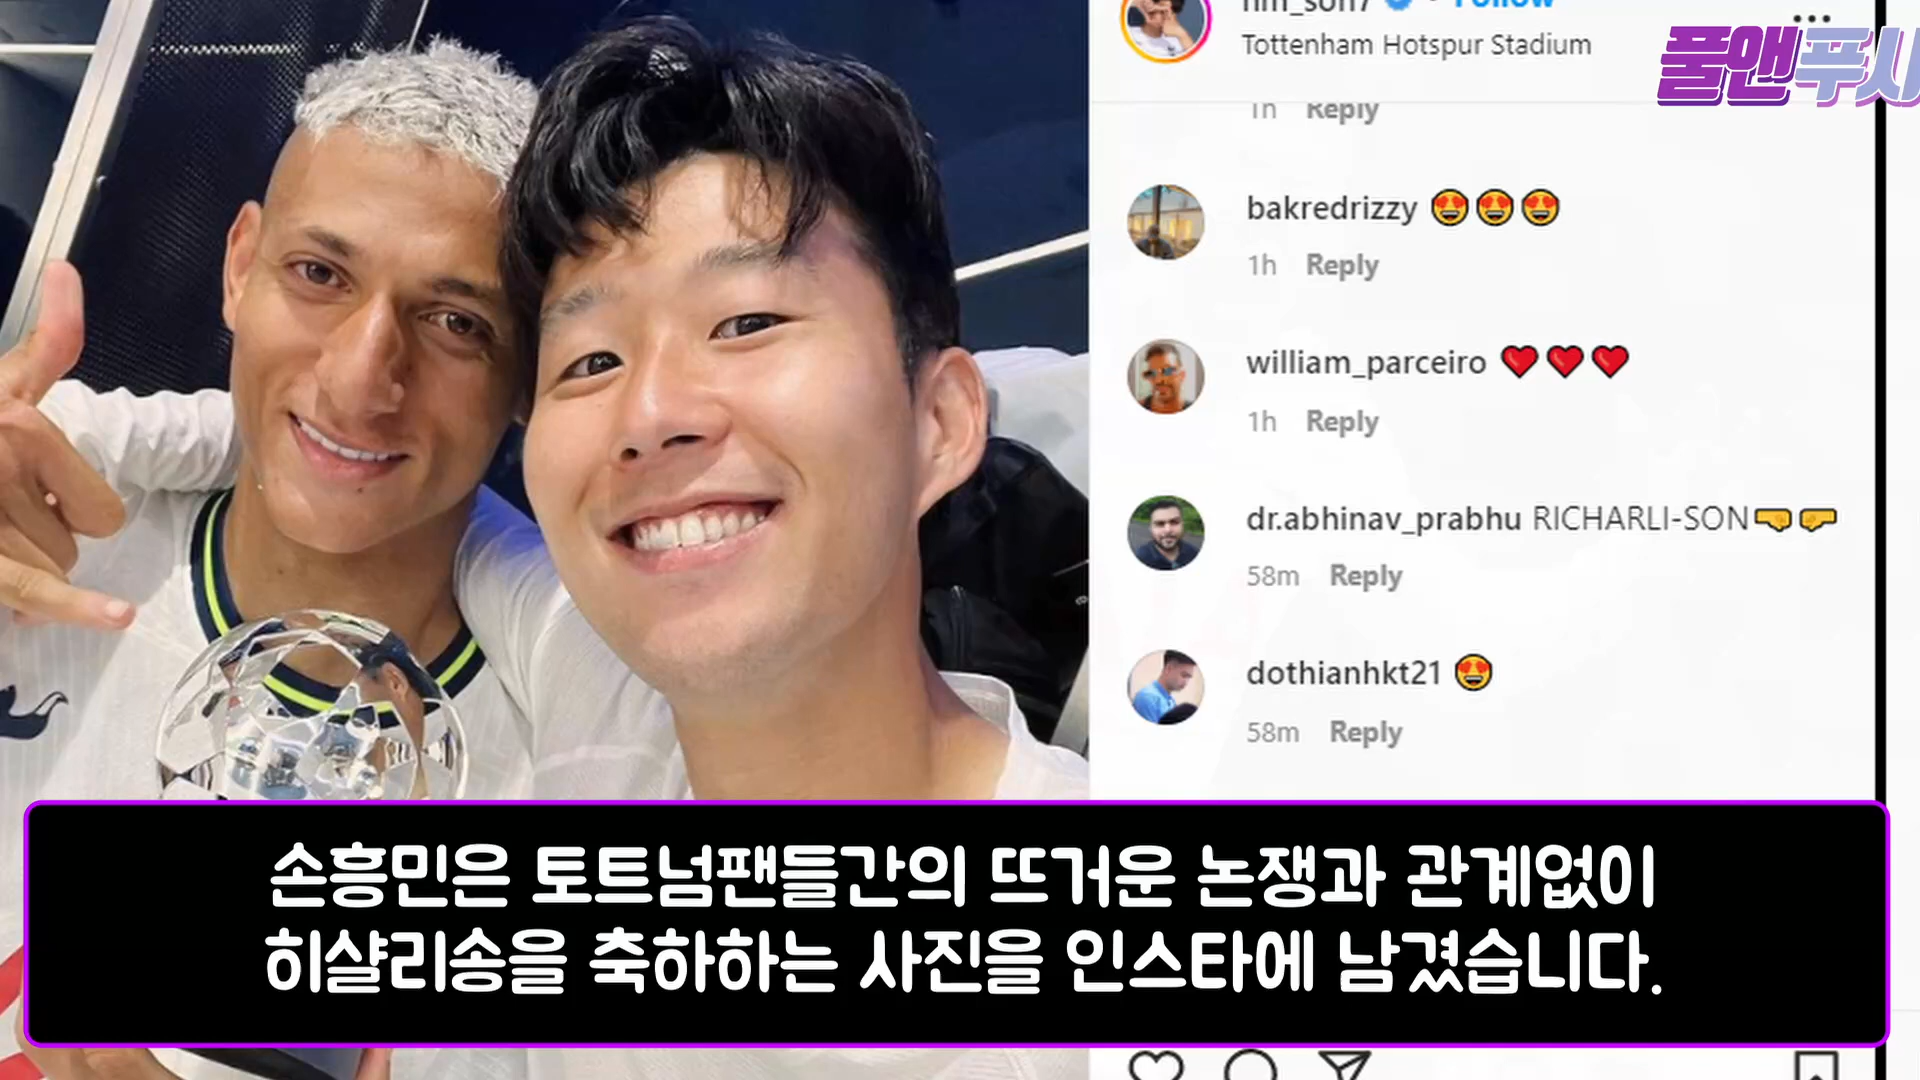 Tottenham Hotspur Stadium
풀앤푸시
1h Reply
bakredrizzy 😍😍😍
1h Reply
william_parceiro ❤️❤️❤️
1h Reply
dr.abhinav_prabhu RICHARLI-SON🤜🤛
58m Reply
dothianhkt21 😍
58m Reply
손흥민은 토트넘팬들간의 뜨거운 논쟁과 관계없이
히샬리송을 축하하는 사진을 인스타에 남겼습니다.